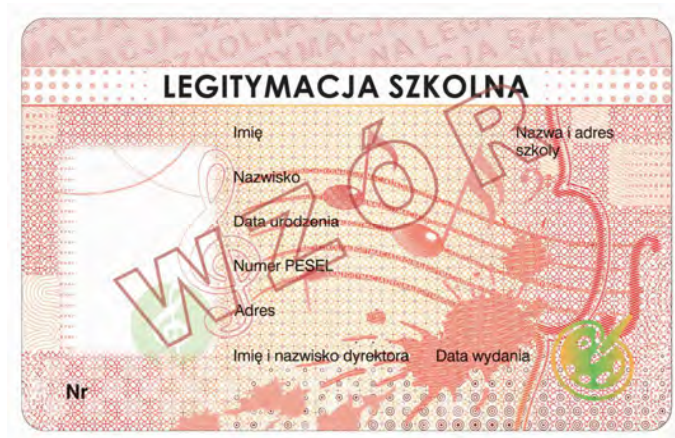 LEGITYMACJA SZKOLNA
Imię
Nazwa i adres
szkoły
Nazwisko
Data urodzenia
Numer PESEL
Adres
Imię i nazwisko dyrektora Data wydania
Nr
WZÓR